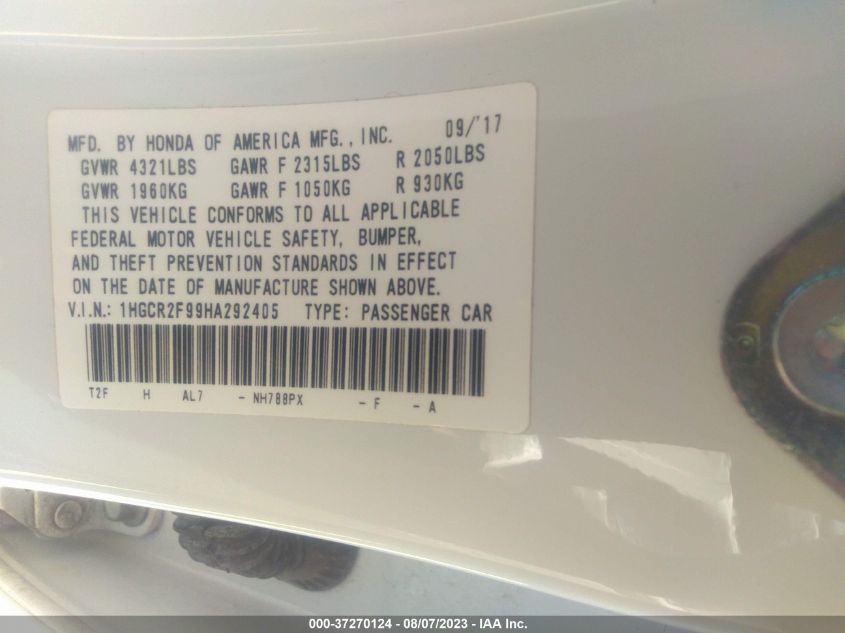 MFD. BY HONDA OF AMERICA MFG., INC. 09/'17
GVWR 4321LBS GAWR F 2315LBS R 2050LBS
GVWR 1960KG GAWR F 1050KG R 930KG
THIS VEHICLE CONFORMS TO ALL APPLICABLE
FEDERAL MOTOR VEHICLE SAFETY, BUMPER,
AND THEFT PREVENTION STANDARDS IN EFFECT
ON THE DATE OF MANUFACTURE SHOWN ABOVE.
V.I.N.: 1HGCR2F99HA292405 TYPE: PASSENGER CAR
T2F H AL7 - NH788PX - F - A
000-37270124 - 08/07/2023 - IAA Inc.